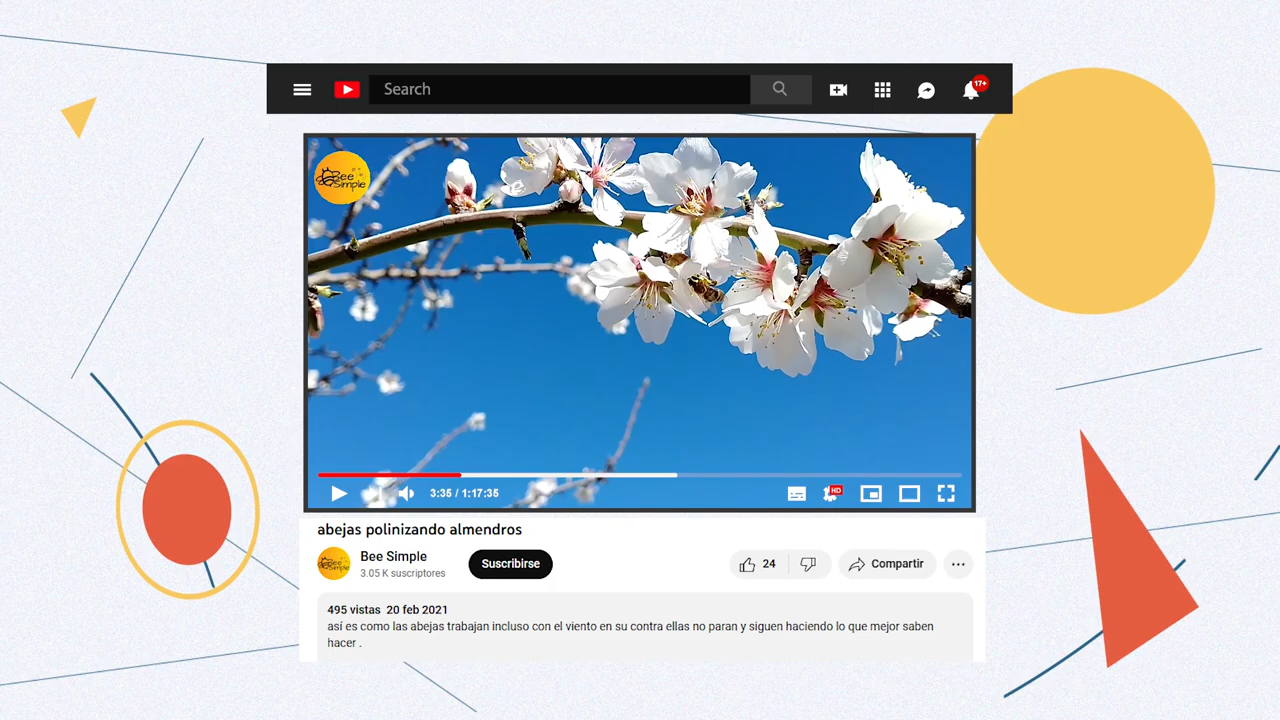 Search
17+
Bee
Simple
3:35 / 1:17:35
HD
abejas polinizando almendros
Bee Simple
3.05 K suscriptores
Suscribirse
24
Compartir
495 vistas 20 feb 2021
así es como las abejas trabajan incluso con el viento en su contra ellas no paran y siguen haciendo lo que mejor saben
hacer .